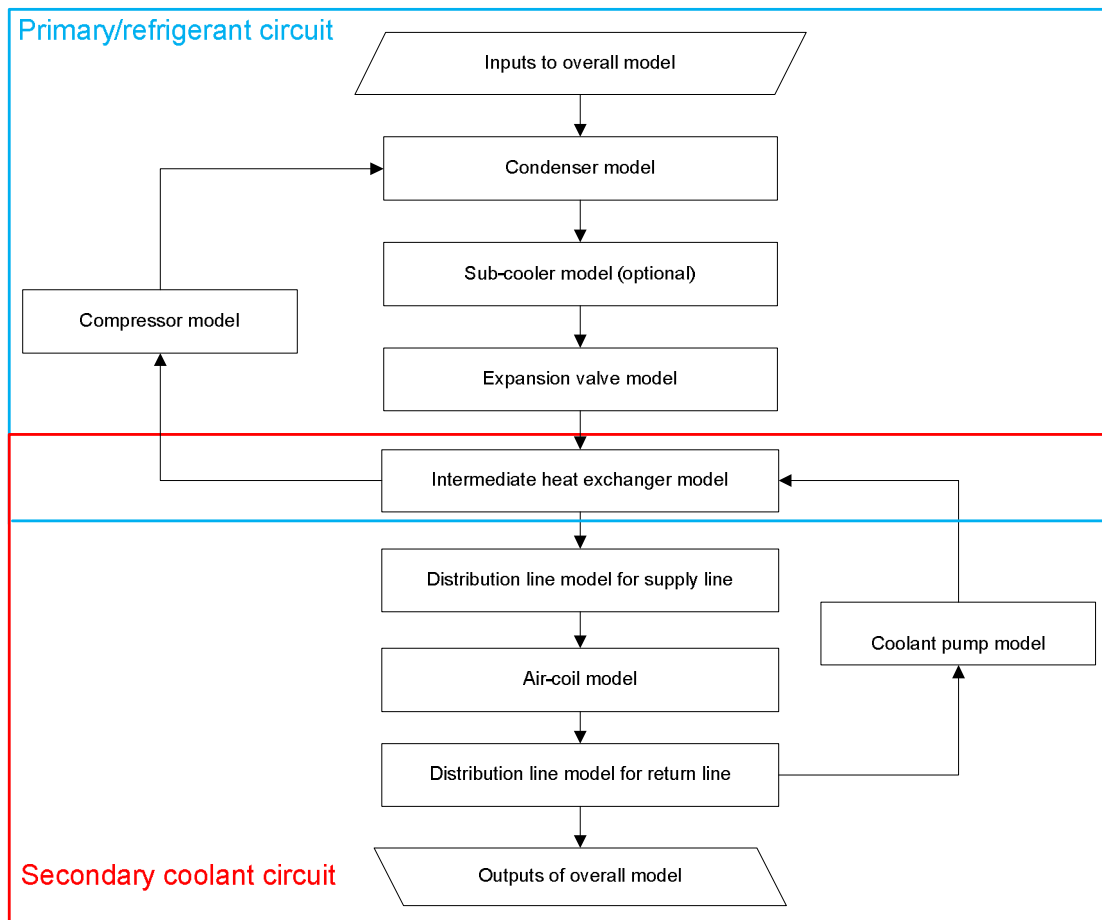 Primary/refrigerant circuit
Inputs to overall model
Condenser model
Sub-cooler model (optional)
Compressor model
Expansion valve model
Intermediate heat exchanger model
Distribution line model for supply line
Coolant pump model
Air-coil model
Distribution line model for return line
Secondary coolant circuit
Outputs of overall model